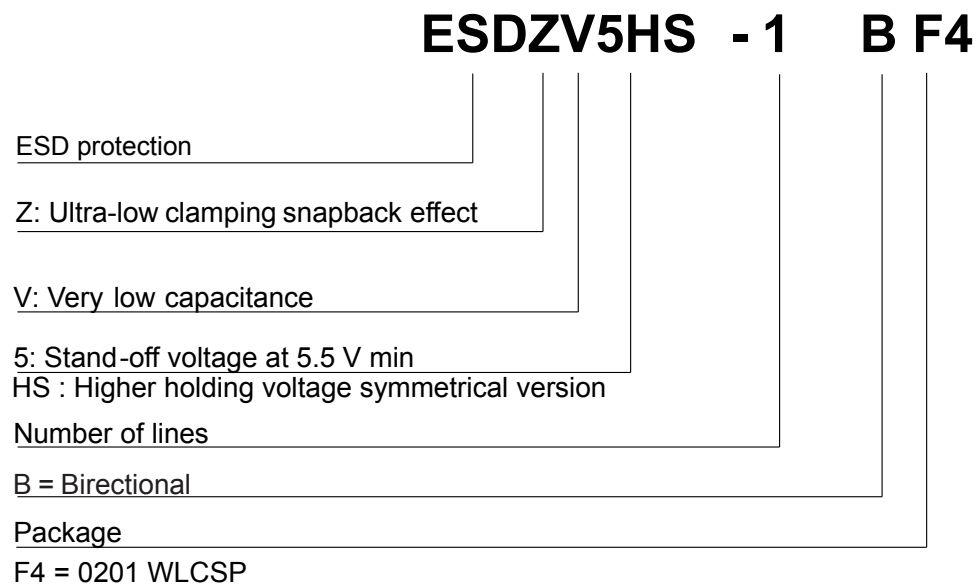 ESDZV5HS - 1 B F4
ESD protection
Z: Ultra-low clamping snapback effect
V: Very low capacitance
5: Stand-off voltage at 5.5 V min
HS : Higher holding voltage symmetrical version
Number of lines
B = Birectional
Package
F4 = 0201 WLCSP